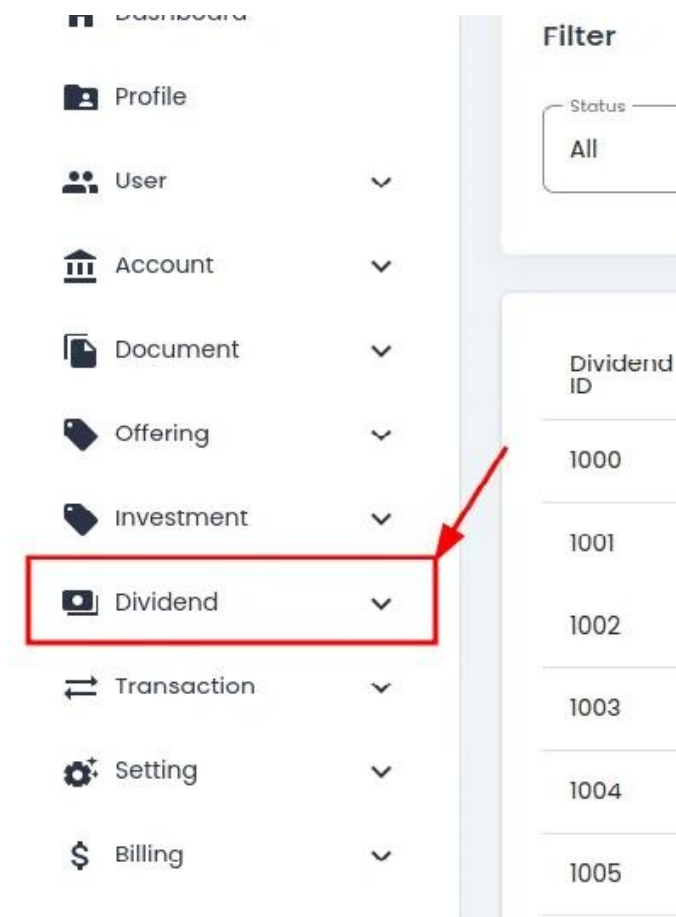 Dashboard
Profile
User
Account
Document
Offering
Investment
Dividend
Transaction
Setting
Billing
Filter
Status
All
Dividend
ID
1000
1001
1002
1003
1004
1005